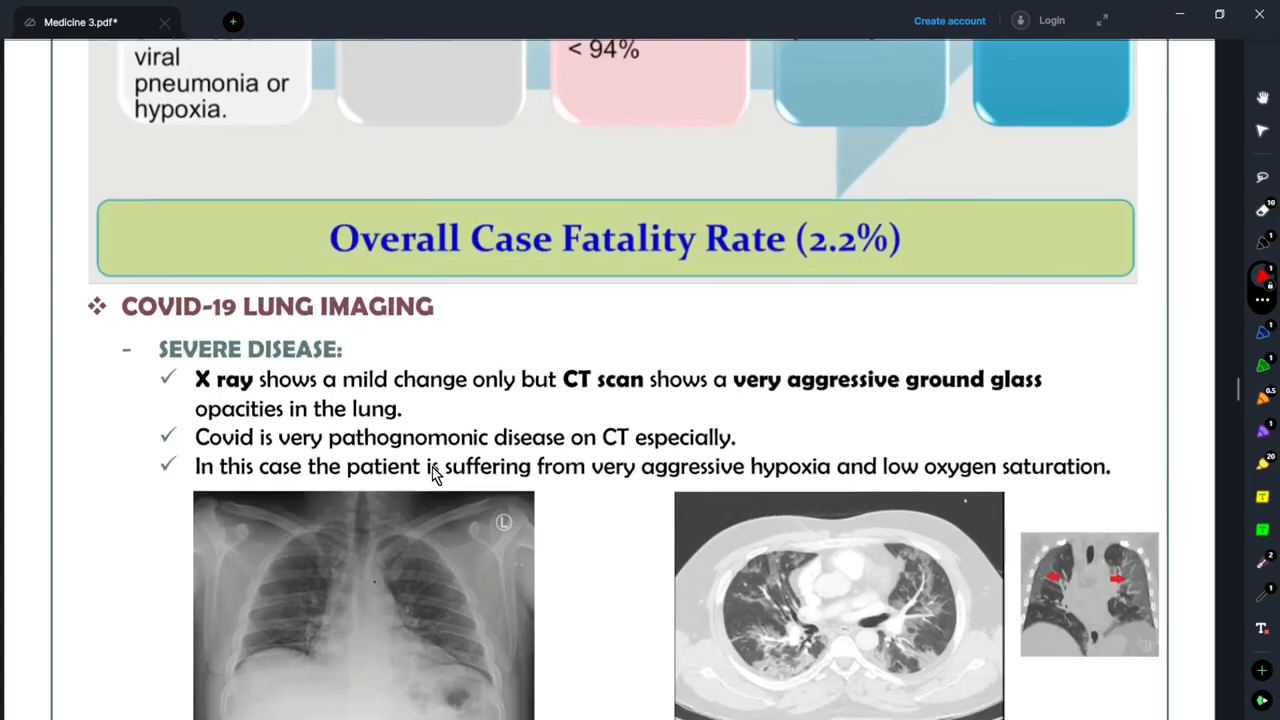 Medicine 3.pdf*
Create account
Login
viral
pneumonia or
hypoxia.
< 94%
Overall Case Fatality Rate (2.2%)
COVID-19 LUNG IMAGING
- SEVERE DISEASE:
X ray shows a mild change only but CT scan shows a very aggressive ground glass
opacities in the lung.
Covid is very pathognomonic disease on CT especially.
In this case the patient is suffering from very aggressive hypoxia and low oxygen saturation.
L